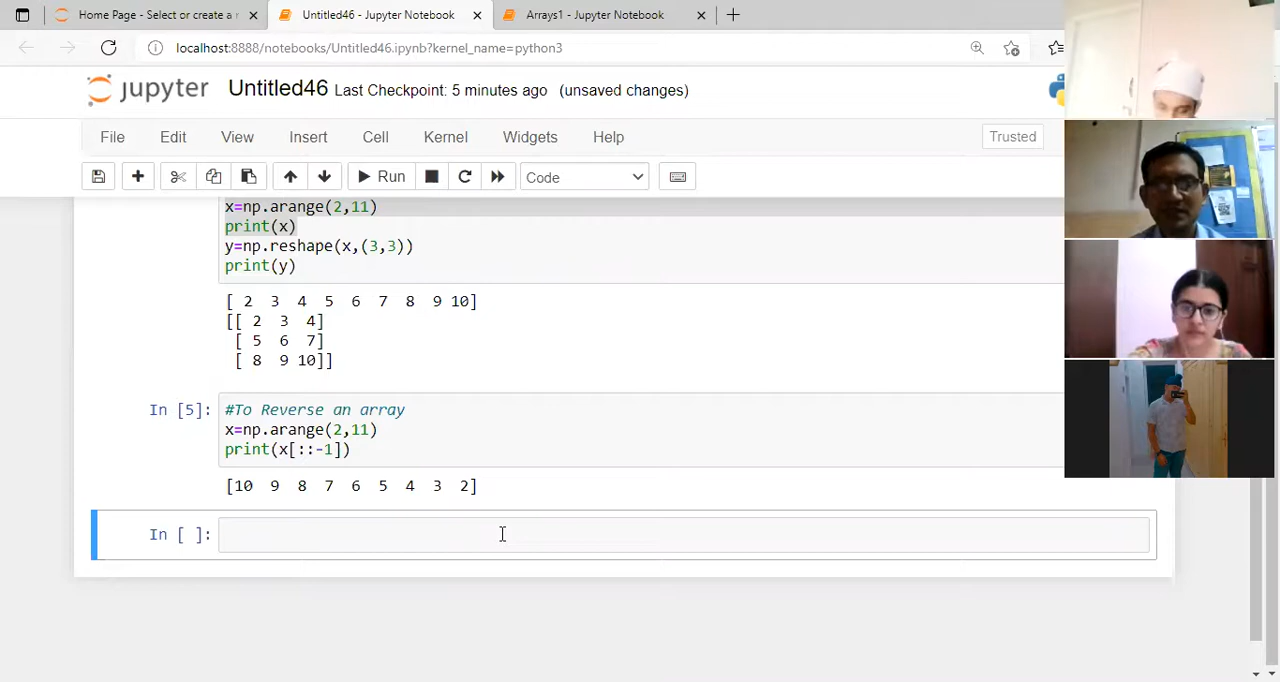 Home Page - Select or create a
Untitled46 - Jupyter Notebook
Arrays1 - Jupyter Notebook
localhost:8888/notebooks/Untitled46.ipynb?kernel_name=python3
jupyter Untitled46 Last Checkpoint: 5 minutes ago (unsaved changes)
File Edit View Insert Cell Kernel Widgets Help Trusted
Run Code
x=np.arange(2,11)
print(x)
y=np.reshape(x,(3,3))
print(y)
[ 2 3 4 5 6 7 8 9 10]
[[ 2 3 4]
[ 5 6 7]
[ 8 9 10]]
In [5]: #To Reverse an array
x=np.arange(2,11)
print(x[::-1])
[10 9 8 7 6 5 4 3 2]
In [ ]: